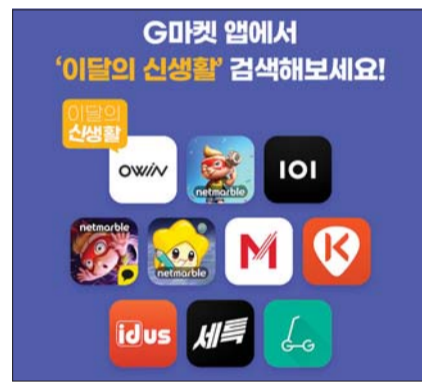 G마켓 앱에서
'이달의 신생활' 검색해보세요!
이달의
신생활
OWiN
netmarble
101
netmarble
netmarble
M
K
idus
세특